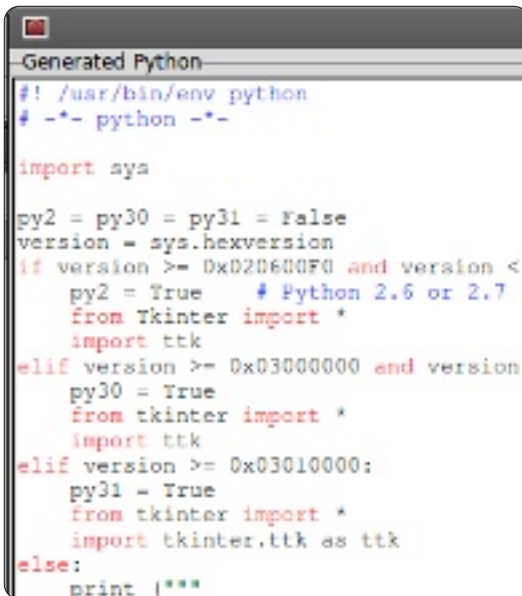 Generated Python
#! /usr/bin/env python
# -*- python -*-
import sys
py2 = py30 = py31 = False
version = sys.hexversion
if version >= 0x020600F0 and version <
py2 = True # Python 2.6 or 2.7
from Tkinter import *
import ttk
elif version >= 0x03000000 and version
py30 = True
from tkinter import *
import ttk
elif version >= 0x03010000:
py31 = True
from tkinter import *
import tkinter.ttk as ttk
else:
print ("""